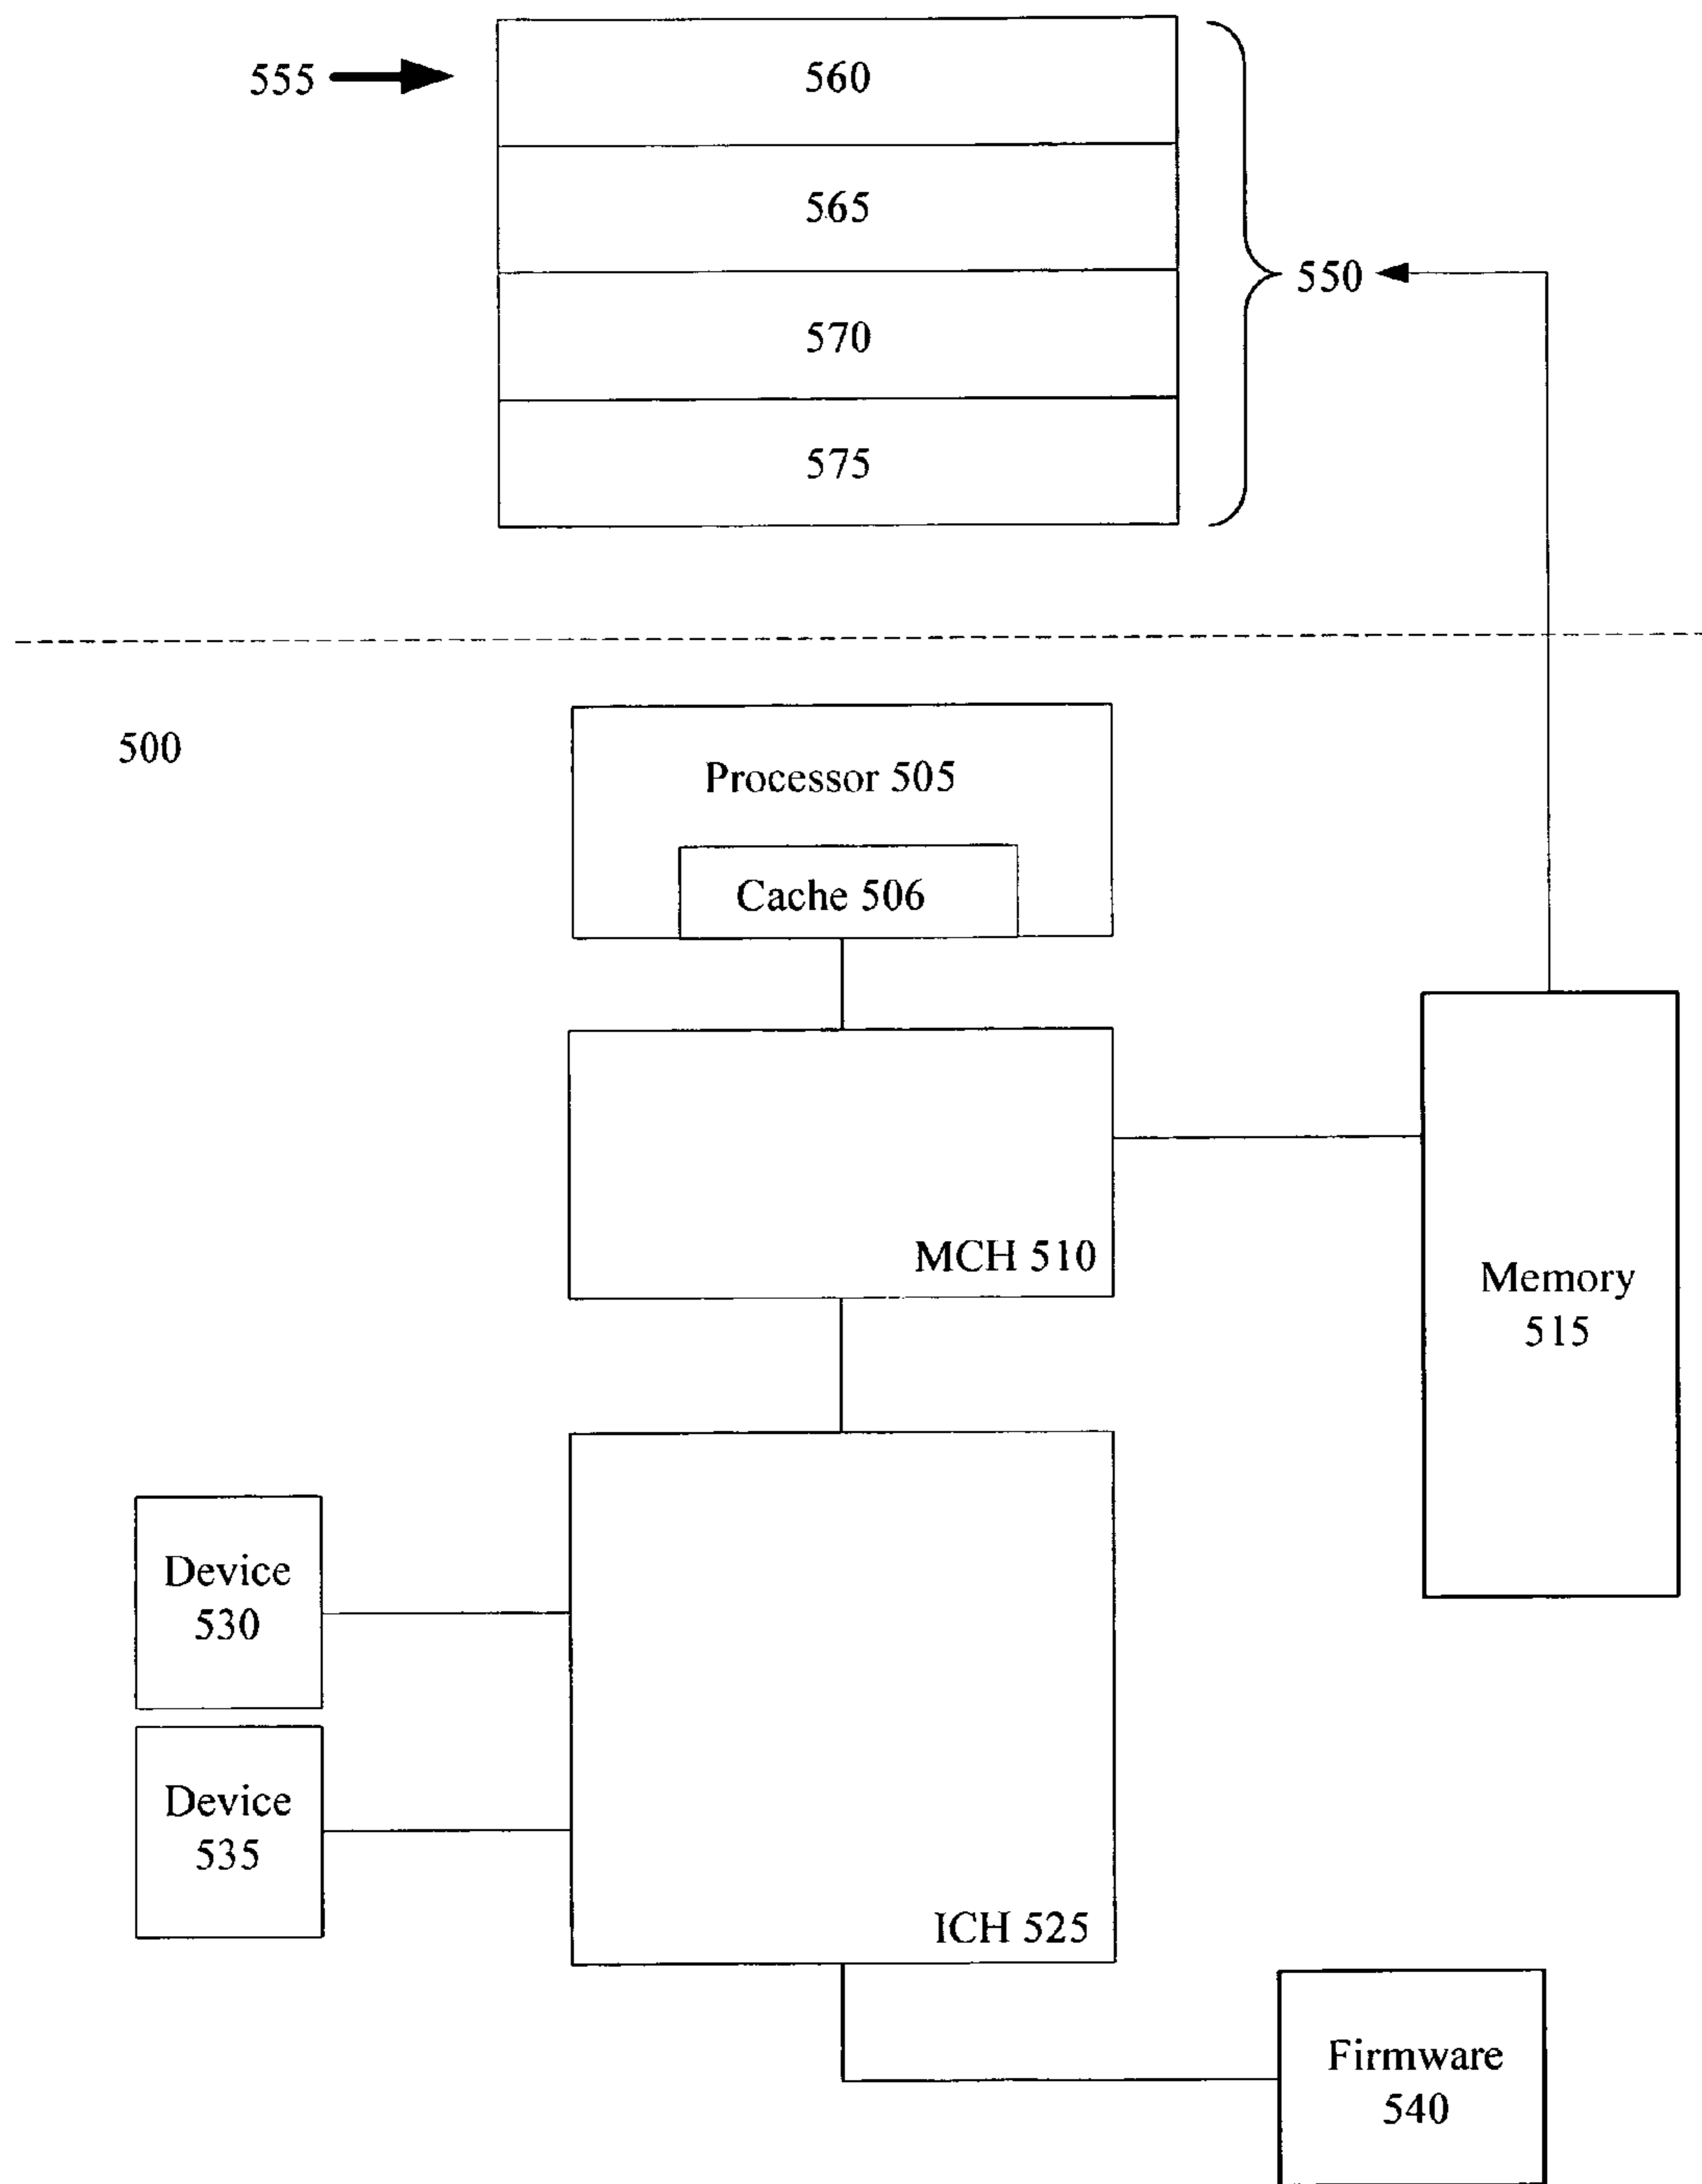 555
560
565
550
570
575
500
Processor 505
Cache 506
MCH 510
Memory
515
Device
530
Device
535
ICH 525
Firmware
540